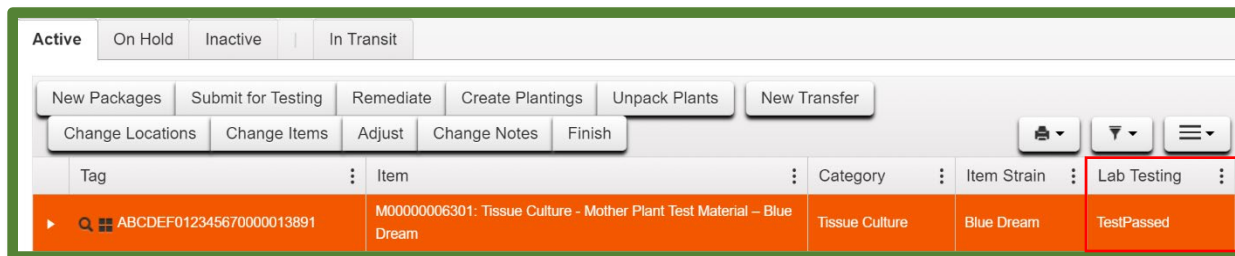 Active On Hold Inactive | In Transit
New Packages Submit for Testing Remediate Create Plantings Unpack Plants New Transfer
Change Locations Change Items Adjust Change Notes Finish
Tag Item Category Item Strain Lab Testing
ABCDEF012345670000013891 M00000006301: Tissue Culture - Mother Plant Test Material – Blue Dream Tissue Culture Blue Dream TestPassed